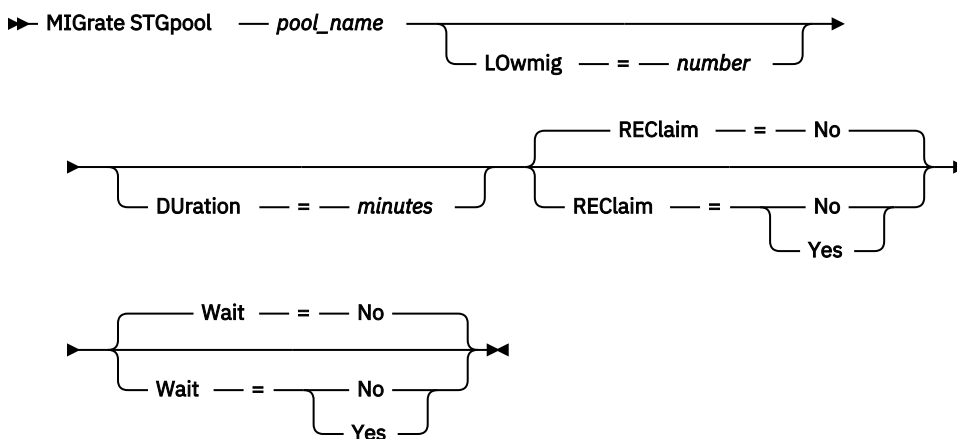 MIGrate STGpool — pool_name
LOwmig — = — number
REClaim — = — No
DUration — = — minutes
REClaim — = — No
Yes
Wait — = — No
Wait — = — No
Yes